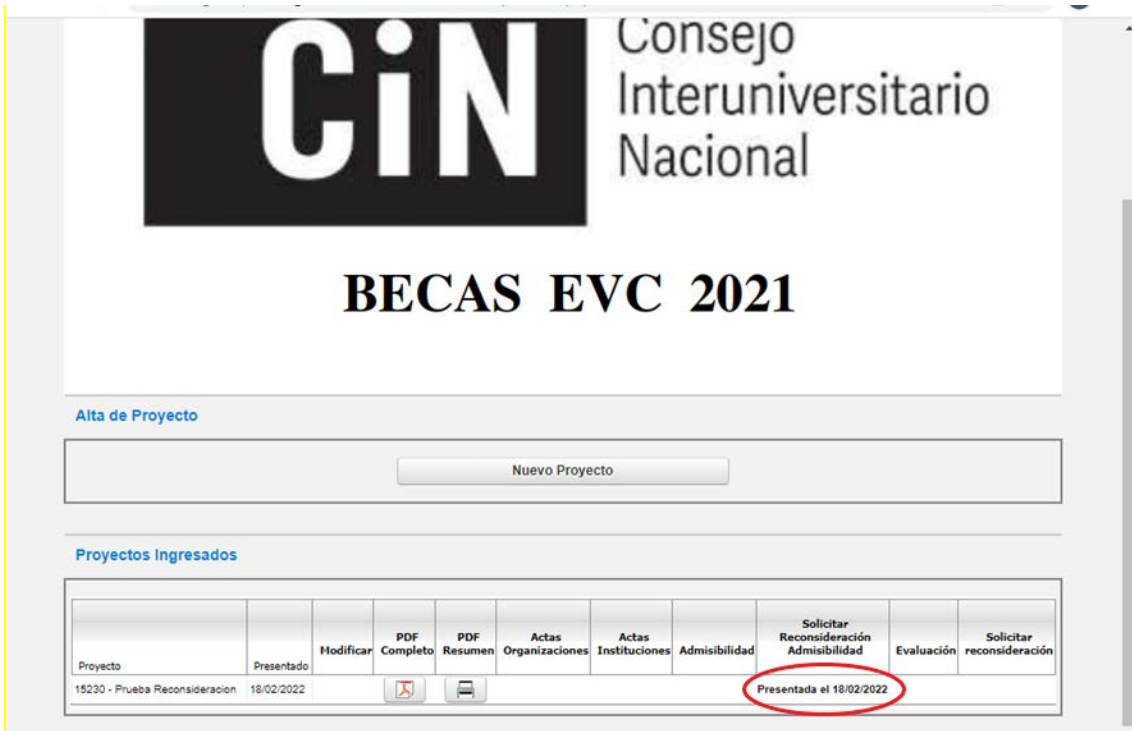 CiN
Consejo
Interuniversitario
Nacional
BECAS EVC 2021
Alta de Proyecto
Nuevo Proyecto
Proyectos Ingresados
Proyecto
Presentado
Modificar
PDF
Completo
PDF
Resumen
Actas
Organizaciones
Actas
Instituciones
Admisibilidad
Solicitar
Reconsideración
Admisibilidad
Evaluación
Solicitar
reconsideración
15230 - Prueba Reconsideracion 18/02/2022 Presentada el 18/02/2022